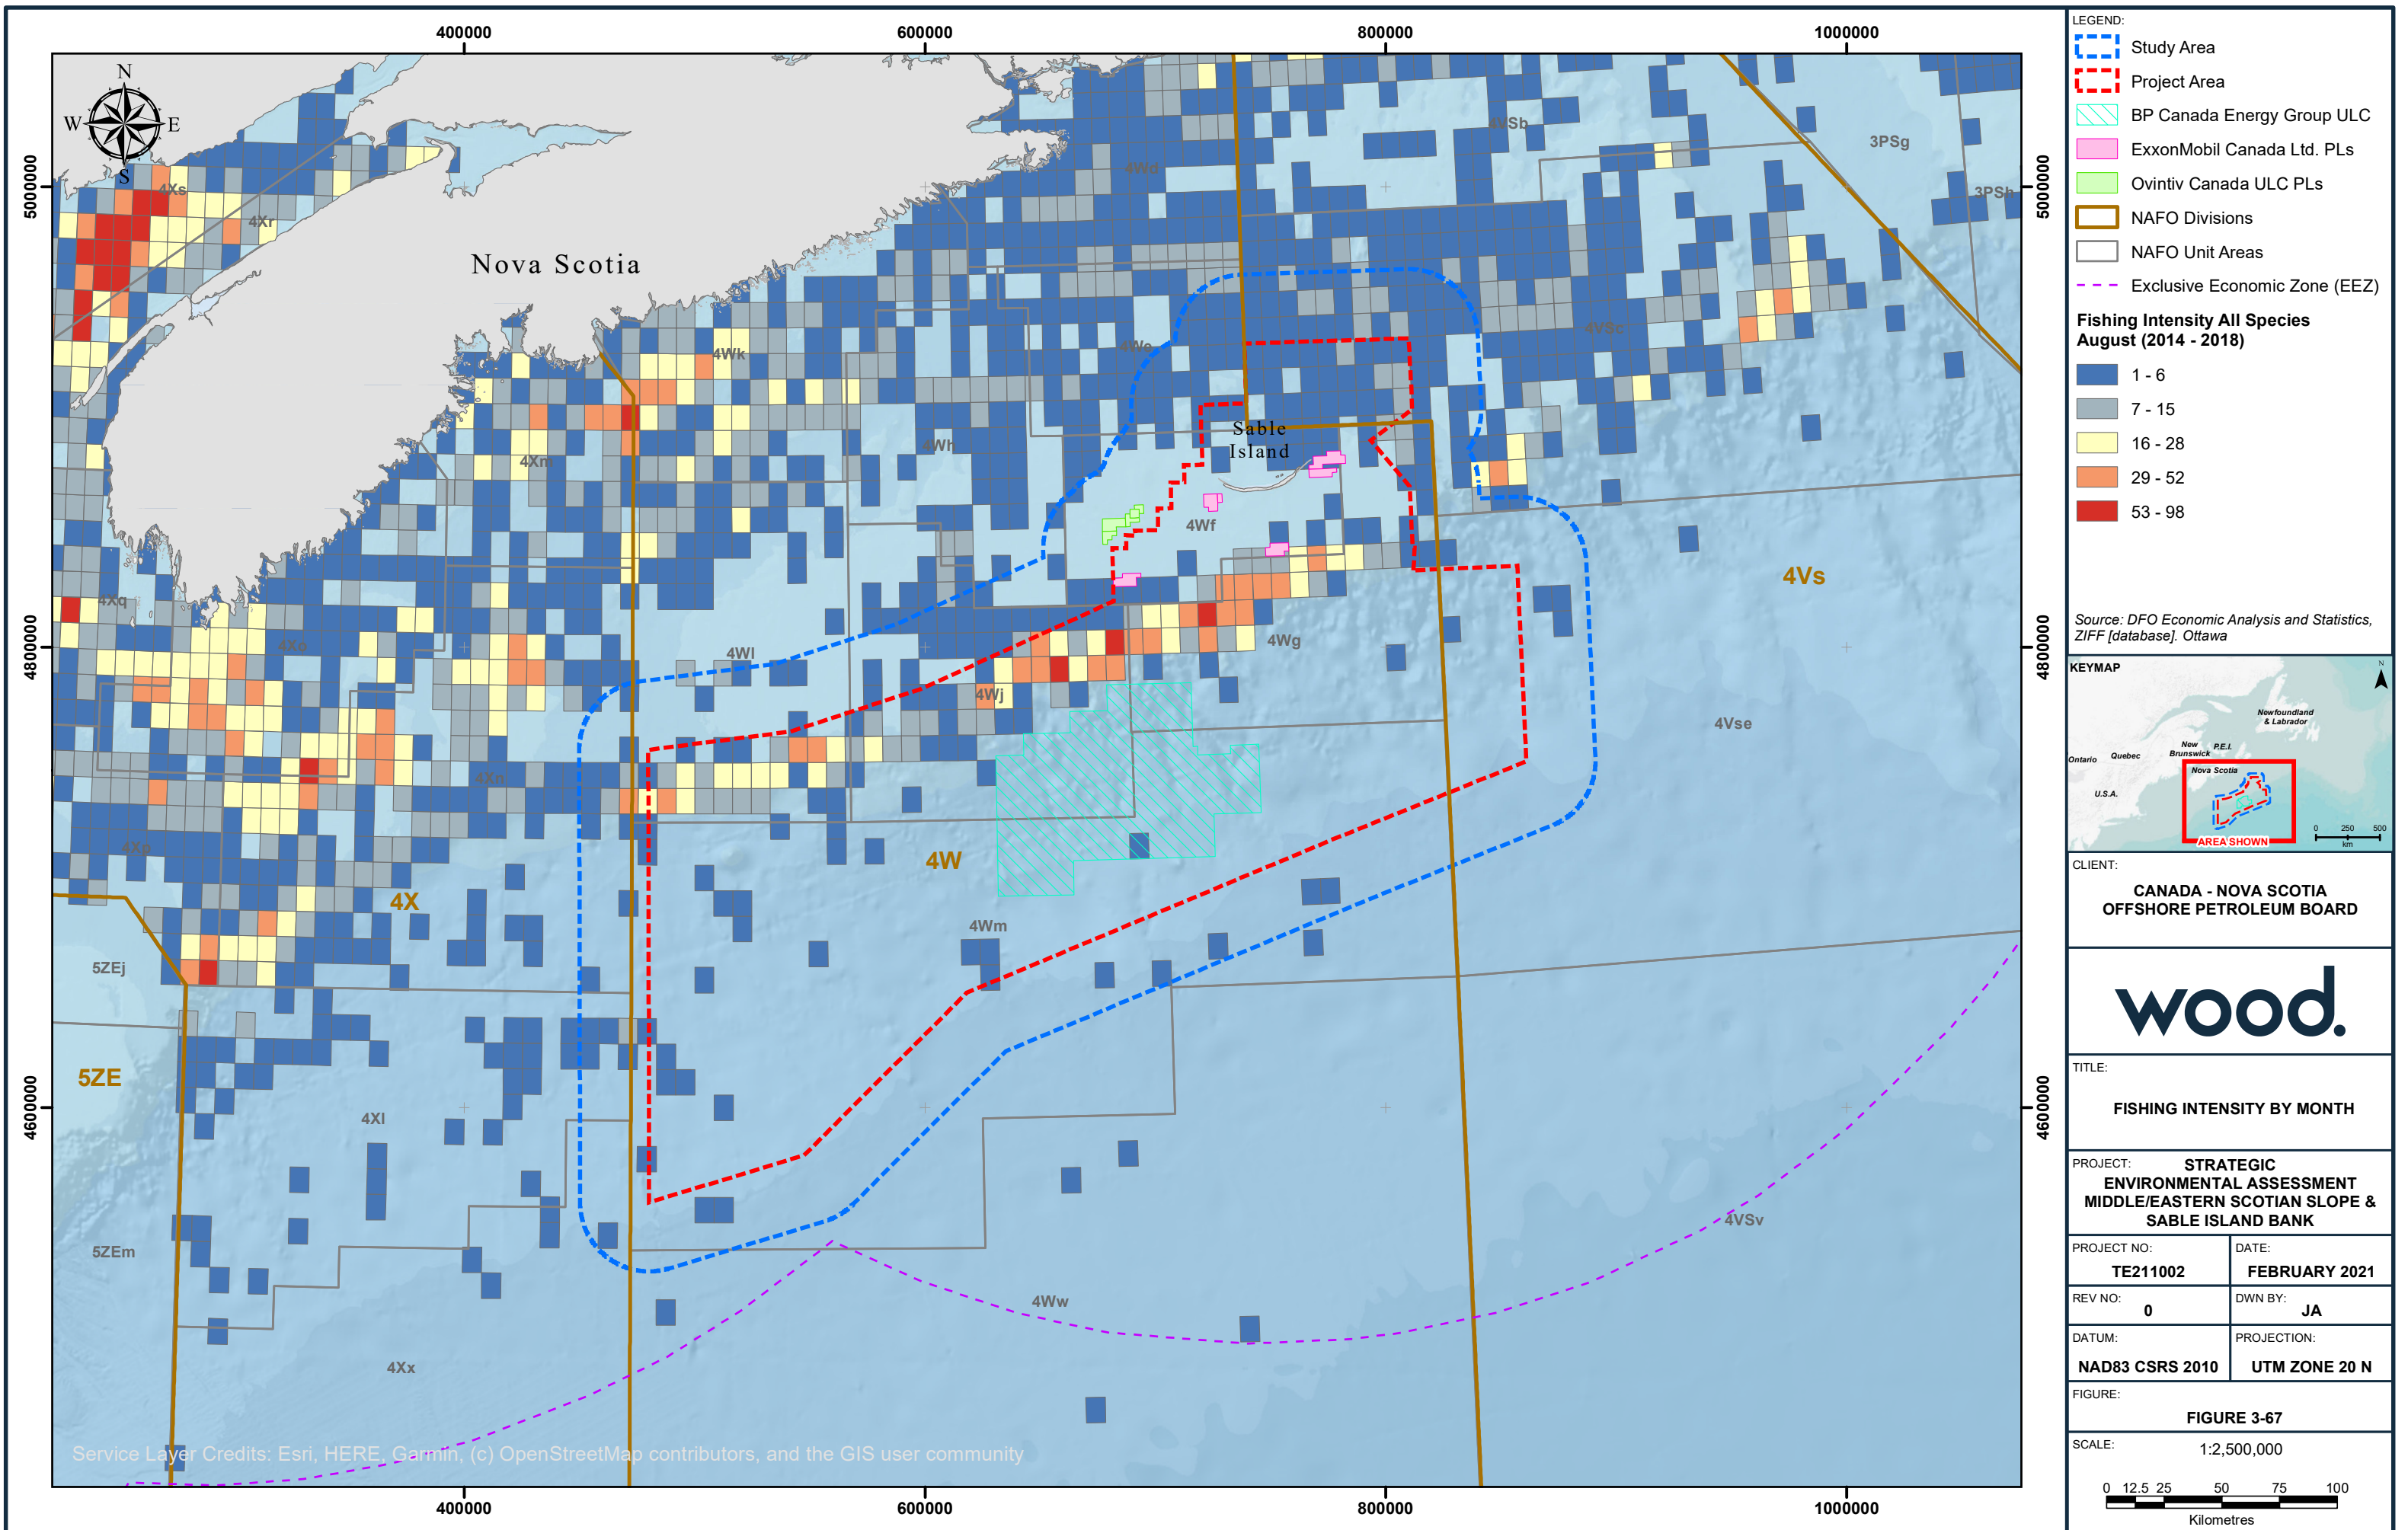 400000
600000
800000
1000000
5000000
4800000
4600000
5000000
4800000
4600000
400000
600000
800000
1000000
N
W
E
S
Nova Scotia
Sable
Island
4Xs
4Xr
4Wd
4VSb
3PSg
3PSh
4Wk
4We
4VSc
4Xm
4Wh
4Wf
4Xq
4Xo
4Wl
4Wj
4Wg
4Vs
4Vse
4Xn
4Xp
4X
4W
4Wm
5ZEj
5ZE
4Xl
5ZEm
4VSv
4Ww
4Xx
Service Layer Credits: Esri, HERE, Garmin, (c) OpenStreetMap contributors, and the GIS user community
LEGEND:
Study Area
Project Area
BP Canada Energy Group ULC
ExxonMobil Canada Ltd. PLs
Ovintiv Canada ULC PLs
NAFO Divisions
NAFO Unit Areas
Exclusive Economic Zone (EEZ)
Fishing Intensity All Species
August (2014 - 2018)
1 - 6
7 - 15
16 - 28
29 - 52
53 - 98
Source: DFO Economic Analysis and Statistics,
ZIFF [database]. Ottawa
KEYMAP
N
Newfoundland
& Labrador
New
Brunswick
P.E.I.
Ontario
Quebec
Nova Scotia
U.S.A.
0 250 500
km
AREA SHOWN
CLIENT:
CANADA - NOVA SCOTIA
OFFSHORE PETROLEUM BOARD
wood.
TITLE:
FISHING INTENSITY BY MONTH
PROJECT: STRATEGIC
ENVIRONMENTAL ASSESSMENT
MIDDLE/EASTERN SCOTIAN SLOPE &
SABLE ISLAND BANK
PROJECT NO:
TE211002
DATE:
FEBRUARY 2021
REV NO:
0
DWN BY:
JA
DATUM:
NAD83 CSRS 2010
PROJECTION:
UTM ZONE 20 N
FIGURE:
FIGURE 3-67
SCALE:
1:2,500,000
0 12.5 25 50 75 100
Kilometres